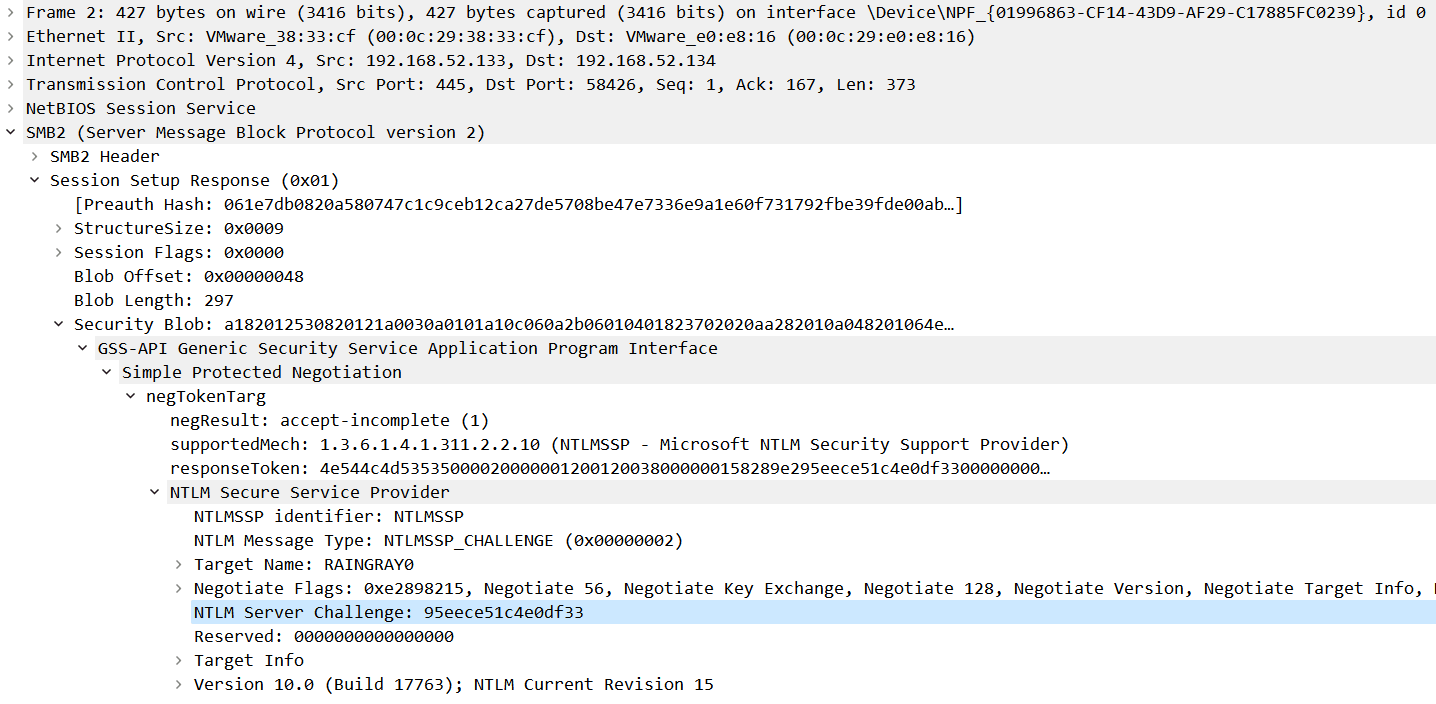 Frame 2: 427 bytes on wire (3416 bits), 427 bytes captured (3416 bits) on interface \Device\NPF_{01996863-CF14-43D9-AF29-C17885FC0239}, id 0
Ethernet II, Src: VMware_38:33:cf (00:0c:29:38:33:cf), Dst: VMware_e0:e8:16 (00:0c:29:e0:e8:16)
Internet Protocol Version 4, Src: 192.168.52.133, Dst: 192.168.52.134
Transmission Control Protocol, Src Port: 445, Dst Port: 58426, Seq: 1, Ack: 167, Len: 373
NetBIOS Session Service
SMB2 (Server Message Block Protocol version 2)
SMB2 Header
Session Setup Response (0x01)
[Preauth Hash: 061e7db0820a580747c1c9ceb12ca27de5708be47e7336e9a1e60f731792fbe39fde00ab…]
StructureSize: 0x0009
Session Flags: 0x0000
Blob Offset: 0x00000048
Blob Length: 297
Security Blob: a182012530820121a0030a0101a10c060a2b06010401823702020aa282010a048201064e…
GSS-API Generic Security Service Application Program Interface
Simple Protected Negotiation
negTokenTarg
negResult: accept-incomplete (1)
supportedMech: 1.3.6.1.4.1.311.2.2.10 (NTLMSSP - Microsoft NTLM Security Support Provider)
responseToken: 4e544c4d53535000020000001200120038000000158289e295eece51c4e0df3300000000…
NTLM Secure Service Provider
NTLMSSP identifier: NTLMSSP
NTLM Message Type: NTLMSSP_CHALLENGE (0x00000002)
Target Name: RAINGRAY0
Negotiate Flags: 0xe2898215, Negotiate 56, Negotiate Key Exchange, Negotiate 128, Negotiate Version, Negotiate Target Info,
NTLM Server Challenge: 95eece51c4e0df33
Reserved: 0000000000000000
Target Info
Version 10.0 (Build 17763); NTLM Current Revision 15